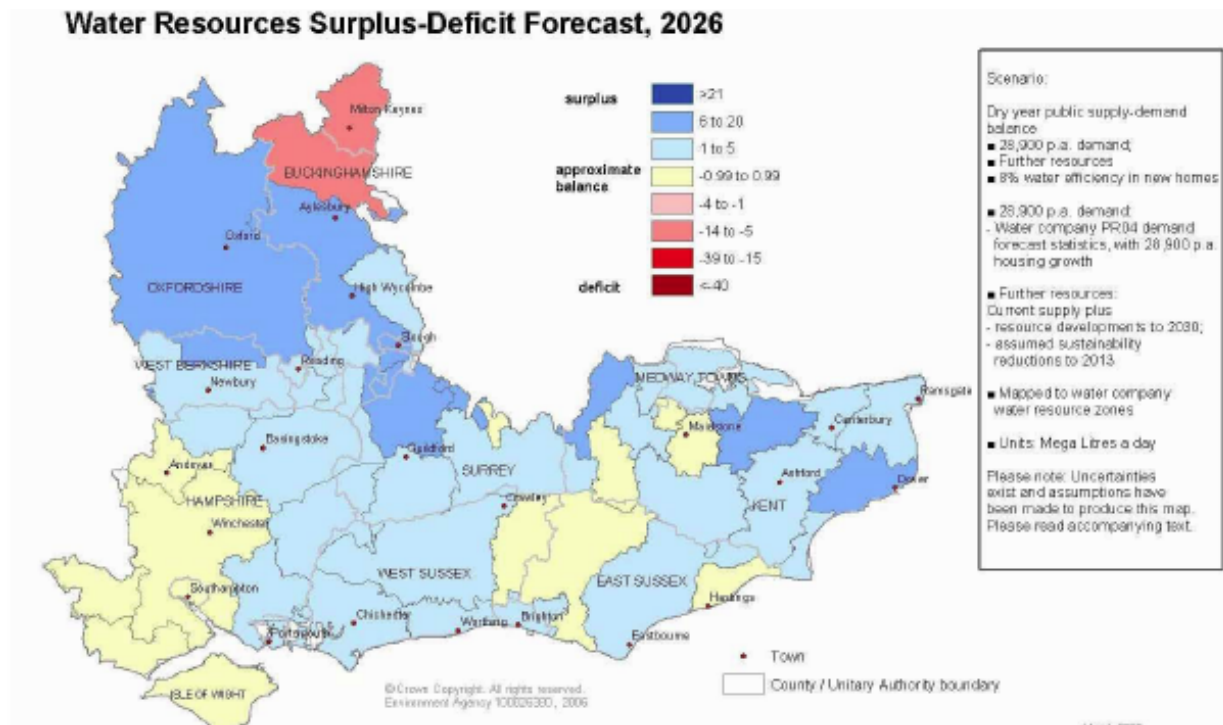 Water Resources Surplus-Deficit Forecast, 2026
surplus
>21
6 to 20
1 to 5
approximate
balance
-0.99 to 0.99
-4 to -1
-14 to -5
-39 to -15
deficit
<-40
Scenario:
Dry year public supply-demand
balance
■ 28,900 p.a. demand;
■ Further resources
■ 8% water efficiency in new homes
■ 28,900 p.a. demand:
- Water company PR04 demand
forecast statistics, with 28,900 p.a.
housing growth
■ Further resources:
Current supply plus
- resource developments to 2030;
- assumed sustainability
reductions to 2013
■ Mapped to water company
water resource zones
■ Units: Mega Litres a day
Please note: Uncertainties
exist and assumptions have
been made to produce this map.
Please read accompanying text.
Milton Keynes
BUCKINGHAMSHIRE
Aylesbury
Oxford
OXFORDSHIRE
High Wycombe
Slough
WEST BERKSHIRE
Reading
Newbury
MEDWAY TOWNS
Ramsgate
Canterbury
Maidstone
Basingstoke
Guildford
Andover
SURREY
Ashford
Dover
HAMPSHIRE
Crawley
KENT
Winchester
WEST SUSSEX
EAST SUSSEX
Southampton
Hastings
Chichester
Worthing
Brighton
Portsmouth
Eastbourne
ISLE OF WIGHT
Town
County / Unitary Authority boundary
© Crown Copyright. All rights reserved.
Environment Agency 100026380, 2006